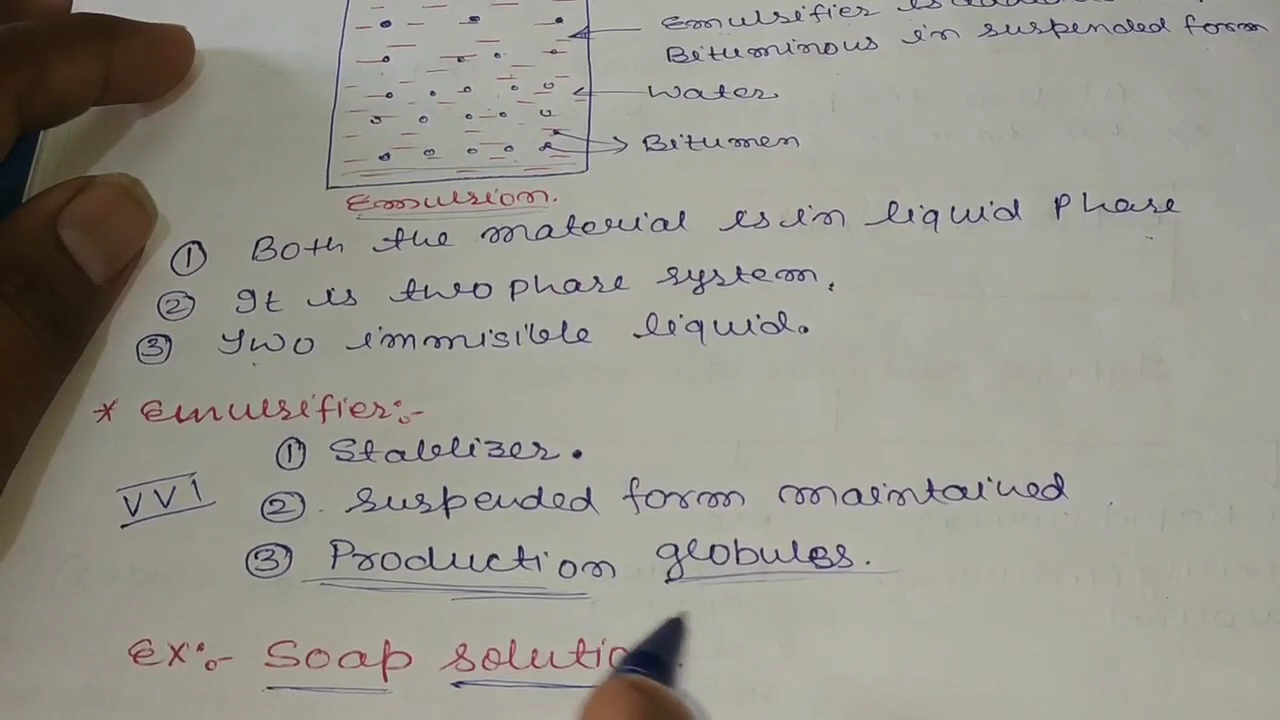 Emulsifier is
Bituminous in suspended form
Water
Bitumen
Emulsion.
① Both the material is in liquid phase
② It is two phase system.
③ Two immisible liquid.
* Emulsifier:-
① Stablizer.
VVI ② suspended form maintained
③ Production globules.
Ex:- Soap solution